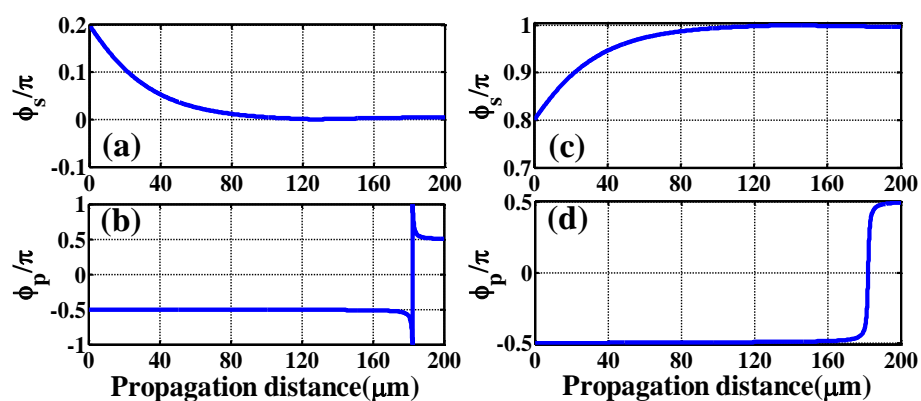 0.2
0.1
0
-0.1
ϕs/π
(a)
0 40 80 120 160 200
1
0.9
0.8
0.7
ϕs/π
(c)
0 40 80 120 160 200
1
0.5
0
-0.5
-1
ϕp/π
(b)
0 40 80 120 160 200
Propagation distance(μm)
0.5
0
-0.5
ϕp/π
(d)
0 40 80 120 160 200
Propagation distance(μm)